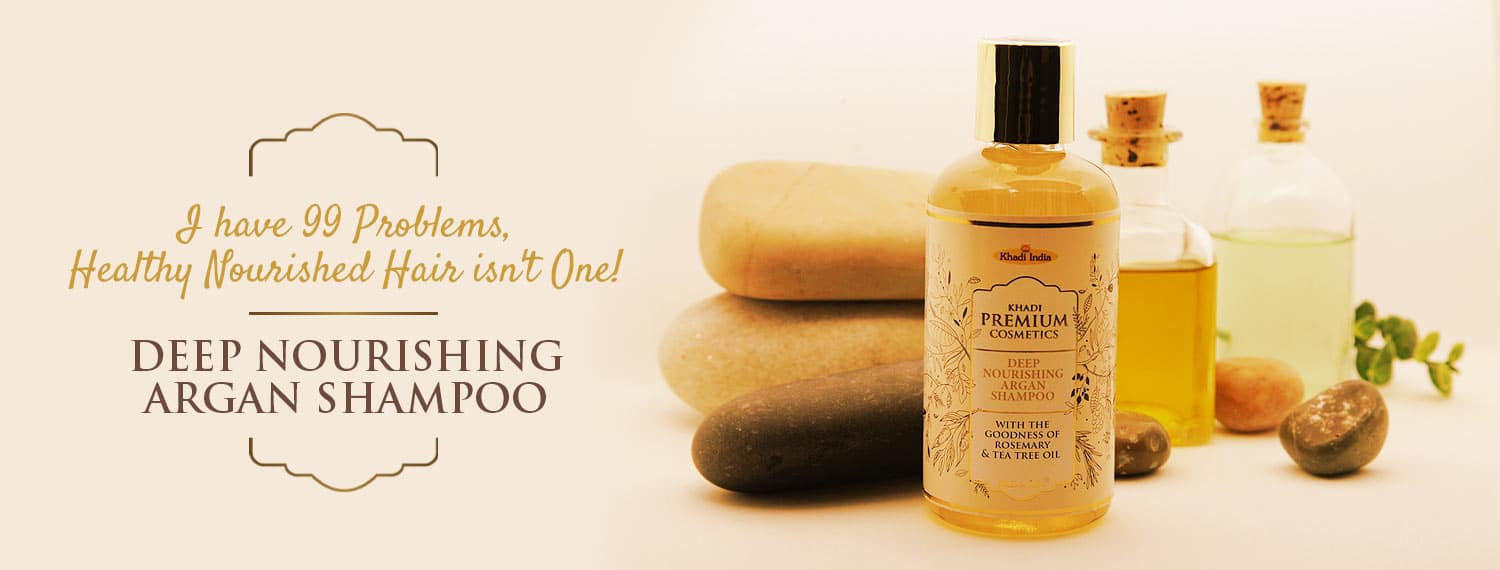 I have 99 Problems,
Healthy Nourished Hair isn't One!
DEEP NOURISHING
ARGAN SHAMPOO
Khadi India
KHADI
PREMIUM
COSMETICS
DEEP
NOURISHING
ARGAN
SHAMPOO
WITH THE
GOODNESS OF
ROSEMARY
& TEA TREE OIL